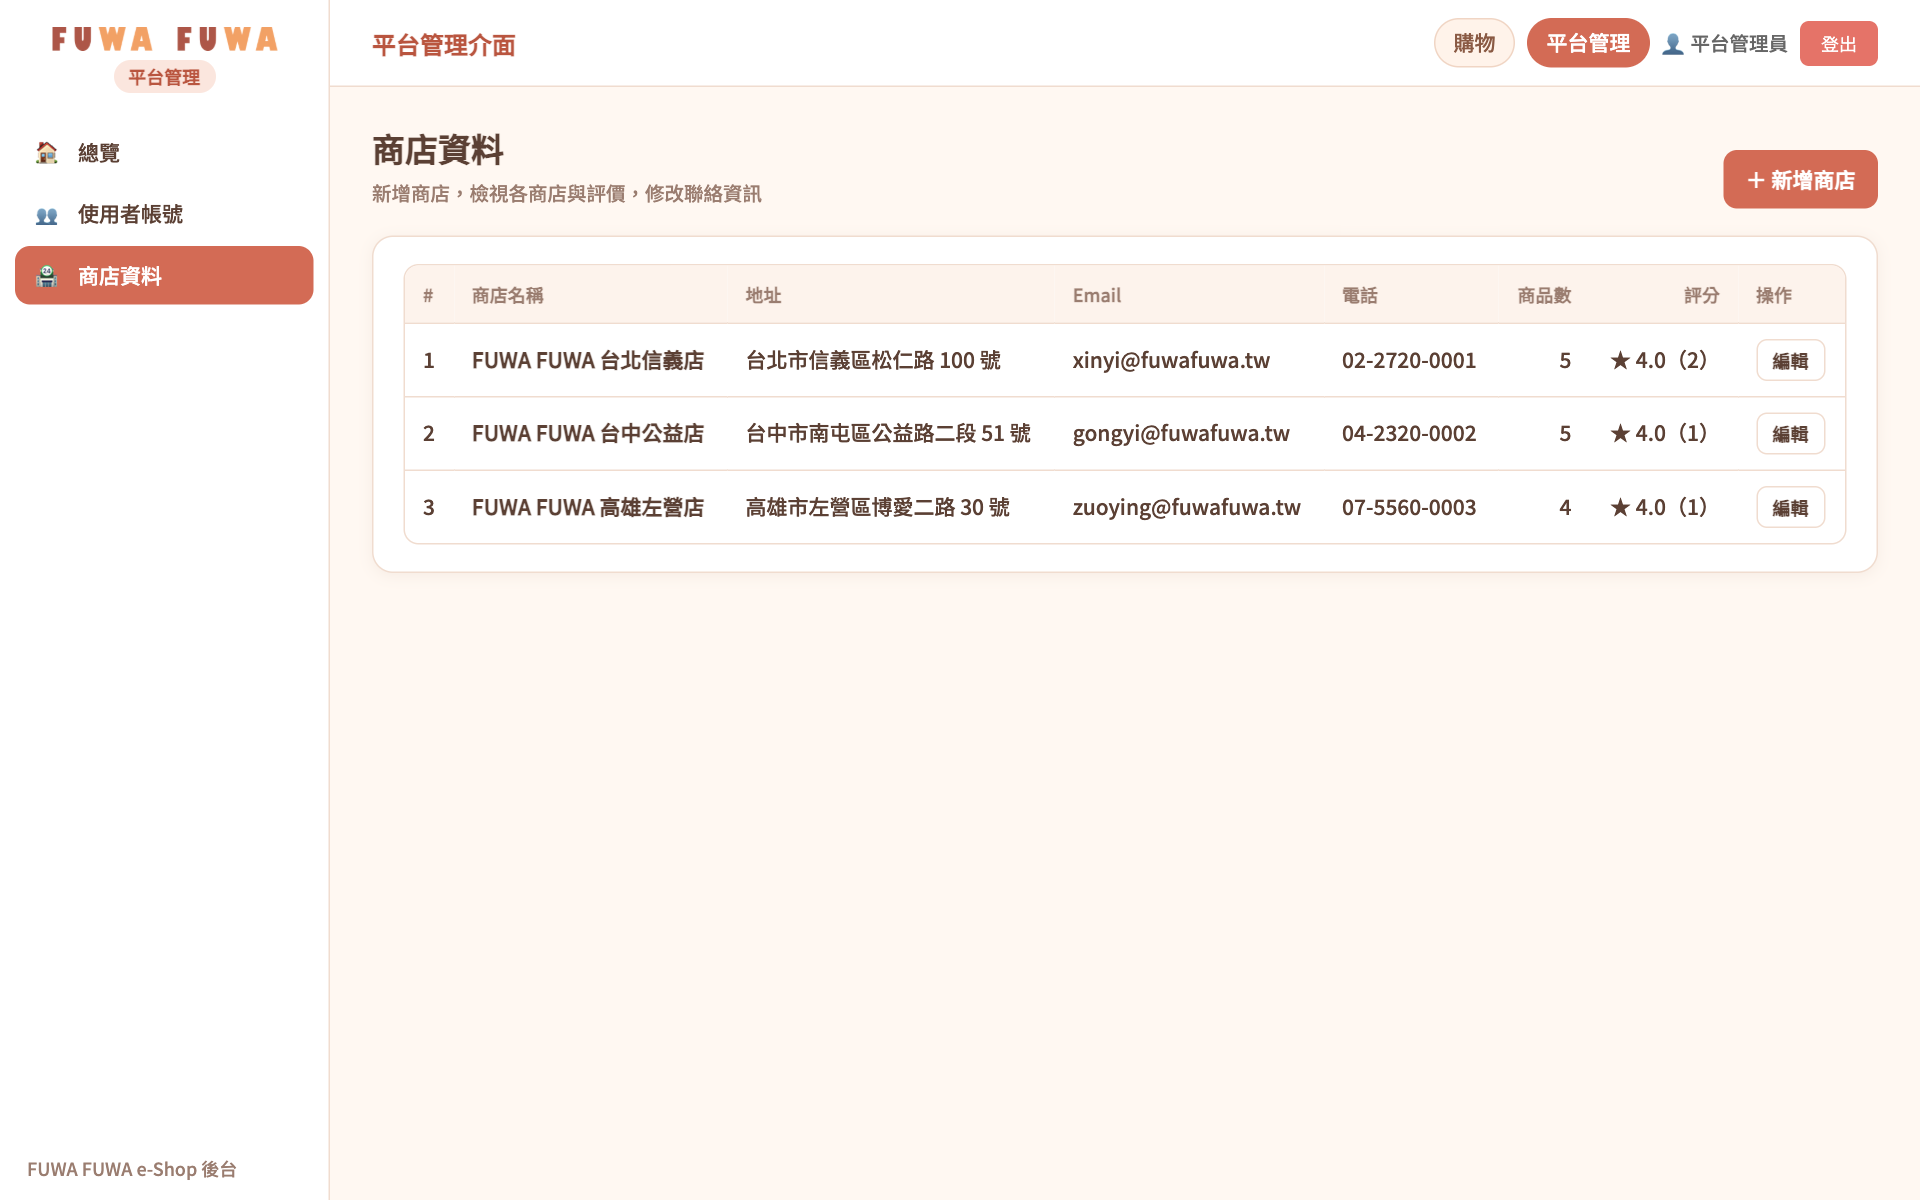 FUWA FUWA
平台管理
總覽
使用者帳號
商店資料
FUWA FUWA e-Shop 後台
平台管理介面
購物
平台管理
平台管理員
登出
商店資料
新增商店，檢視各商店與評價，修改聯絡資訊
＋新增商店
# 商店名稱 地址 Email 電話 商品數 評分 操作
1 FUWA FUWA 台北信義店 台北市信義區松仁路 100 號 xinyi@fuwafuwa.tw 02-2720-0001 5 ★ 4.0（2） 編輯
2 FUWA FUWA 台中公益店 台中市南屯區公益路二段 51 號 gongyi@fuwafuwa.tw 04-2320-0002 5 ★ 4.0（1） 編輯
3 FUWA FUWA 高雄左營店 高雄市左營區博愛二路 30 號 zuoying@fuwafuwa.tw 07-5560-0003 4 ★ 4.0（1） 編輯